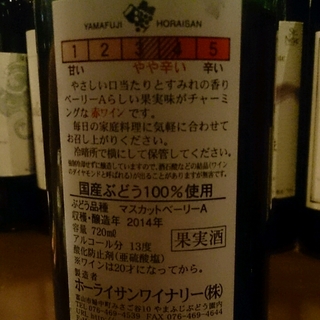 YAMAFUJI HORAISAN
1 2 3 4 5
甘い やや辛い 辛い
やさしい口当たりとすみれの香り
ベーリーAらしい果実味がチャーミ
ングな赤ワインです。
毎日の家庭料理に気軽に合わせて
お召し上がりください。
冷暗所で横にして保管してください。
国産ぶどう100%使用
ぶどう品種 マスカットベーリーA
収穫・醸造年 2014年
容量 720ml
アルコール分 13度
酸化防止剤(亜硫酸塩)
果実酒
※ワインは20才になってから。
製造者
ホーライサンワイナリー(株)